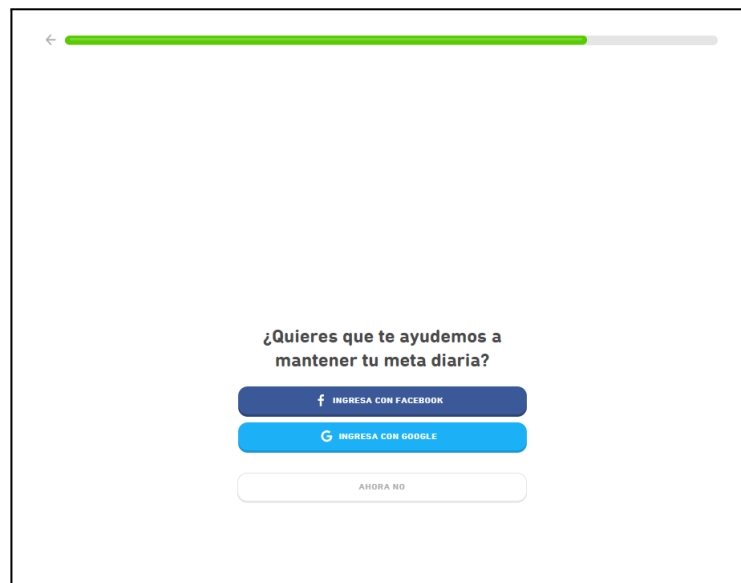 ¿Quieres que te ayudemos a
mantener tu meta diaria?
INGRESA CON FACEBOOK
INGRESA CON GOOGLE
AHORA NO